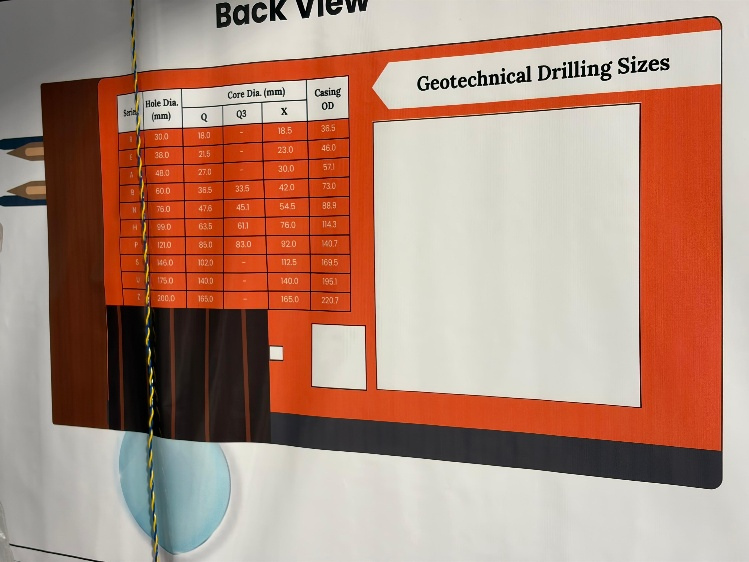 Back View
Geotechnical Drilling Sizes
Hole Dia. (mm) Core Dia. (mm) Casing OD
Q Q3 X
30.0 18.0 - 18.5 36.5
E 38.0 21.5 - 23.0 46.0
A 48.0 27.0 - 30.0 57.1
B 60.0 36.5 33.5 42.0 73.0
N 76.0 47.6 45.1 54.5 88.9
H 99.0 63.5 61.1 76.0 114.3
P 121.0 85.0 83.0 92.0 140.7
S 146.0 102.0 - 112.5 169.5
U 175.0 140.0 - 140.0 195.1
Z 200.0 165.0 - 165.0 220.7